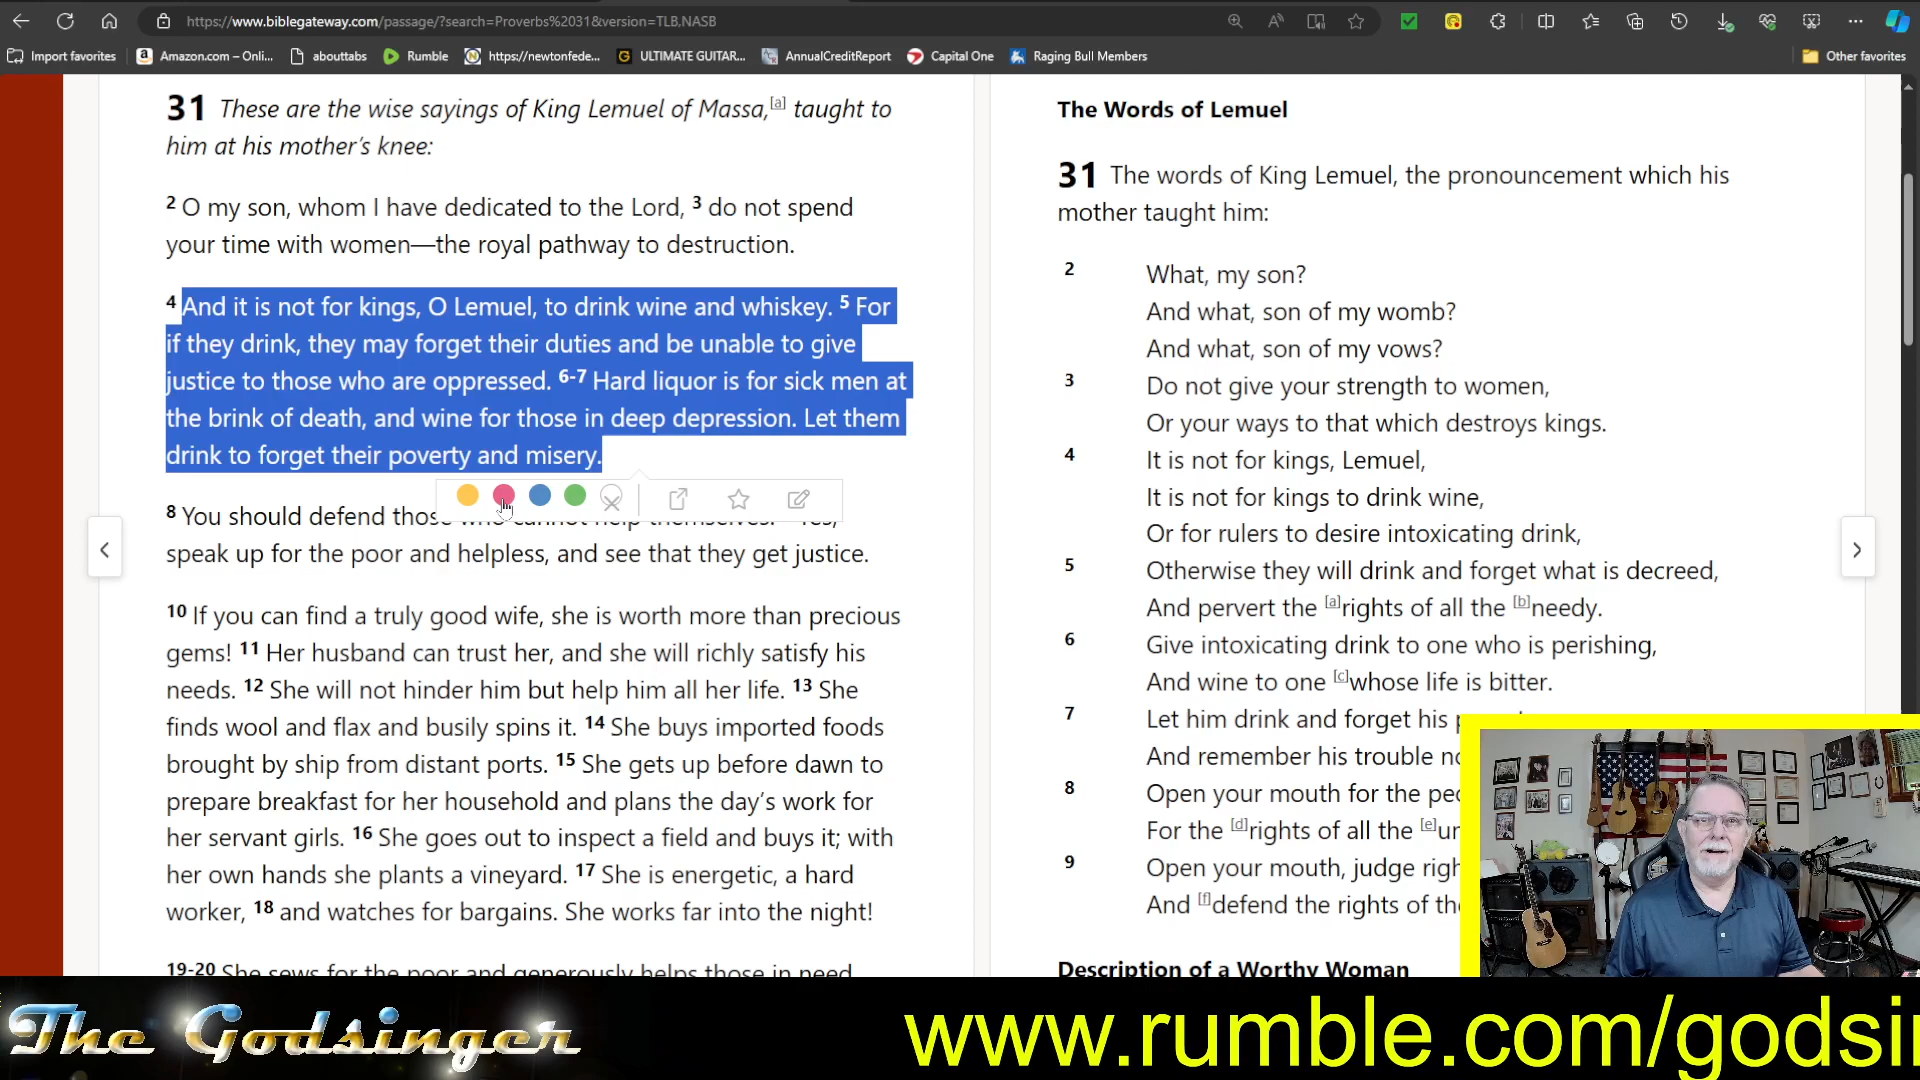 https://www.biblegateway.com/passage/?search=Proverbs%2031&version=TLB,NASB
Import favorites
Amazon.com – Onli...
abouttabs
Rumble
https://newtonfede...
ULTIMATE GUITAR...
AnnualCreditReport
Capital One
Raging Bull Members
Other favorites
31 These are the wise sayings of King Lemuel of Massa,[a] taught to
him at his mother’s knee:
2 O my son, whom I have dedicated to the Lord, 3 do not spend
your time with women—the royal pathway to destruction.
4 And it is not for kings, O Lemuel, to drink wine and whiskey. 5 For
if they drink, they may forget their duties and be unable to give
justice to those who are oppressed. 6-7 Hard liquor is for sick men at
the brink of death, and wine for those in deep depression. Let them
drink to forget their poverty and misery.
8 You should defend those who cannot help themselves. Yes,
speak up for the poor and helpless, and see that they get justice.
10 If you can find a truly good wife, she is worth more than precious
gems! 11 Her husband can trust her, and she will richly satisfy his
needs. 12 She will not hinder him but help him all her life. 13 She
finds wool and flax and busily spins it. 14 She buys imported foods
brought by ship from distant ports. 15 She gets up before dawn to
prepare breakfast for her household and plans the day’s work for
her servant girls. 16 She goes out to inspect a field and buys it; with
her own hands she plants a vineyard. 17 She is energetic, a hard
worker, 18 and watches for bargains. She works far into the night!
19-20 She sews for the poor and generously helps those in need.
The Words of Lemuel
31 The words of King Lemuel, the pronouncement which his
mother taught him:
2 What, my son?
And what, son of my womb?
And what, son of my vows?
3 Do not give your strength to women,
Or your ways to that which destroys kings.
4 It is not for kings, Lemuel,
It is not for kings to drink wine,
Or for rulers to desire intoxicating drink,
5 Otherwise they will drink and forget what is decreed,
And pervert the [a]rights of all the [b]needy.
6 Give intoxicating drink to one who is perishing,
And wine to one [c]whose life is bitter.
7 Let him drink and forget his
And remember his trouble
8 Open your mouth for the
For the [d]rights of all the [e]
9 Open your mouth, judge
And [f]defend the rights of
Description of a Worthy Woman
The Godsinger
www.rumble.com/godsi